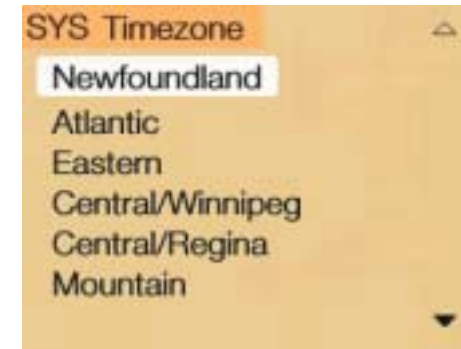 SYS Timezone
Newfoundland
Atlantic
Eastern
Central/Winnipeg
Central/Regina
Mountain